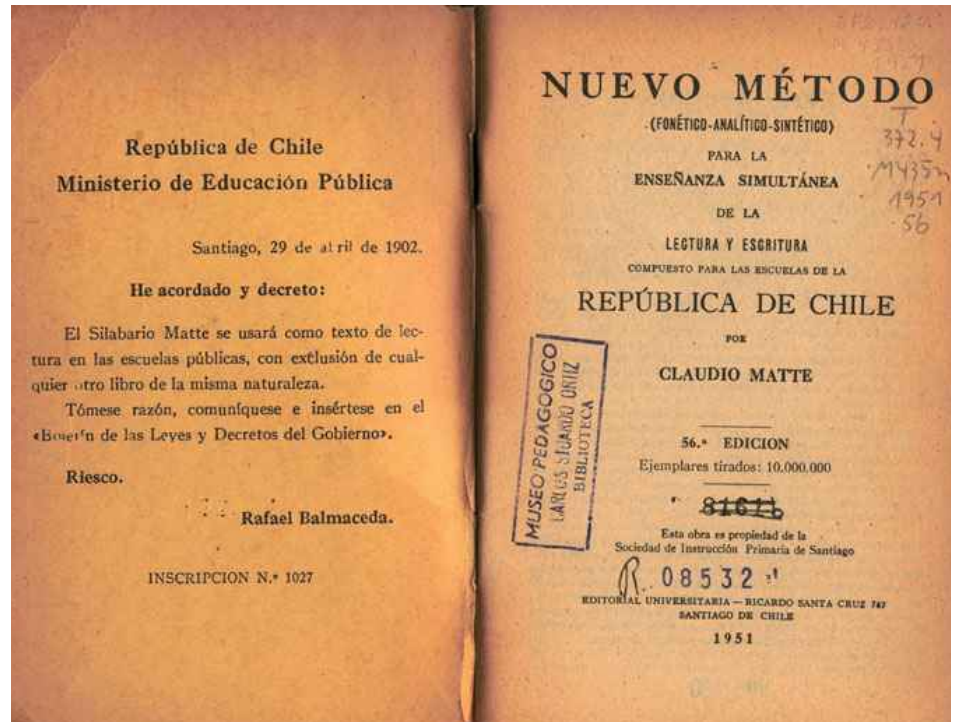 República de Chile
Ministerio de Educación Pública
Santiago, 29 de abril de 1902.
He acordado y decreto:
El Silabario Matte se usará como texto de lec-
tura en las escuelas públicas, con exclusión de cual-
quier otro libro de la misma naturaleza.
Tómese razón, comuníquese e insértese en el
«Boletín de las Leyes y Decretos del Gobierno».
Riesco.
Rafael Balmaceda.
INSCRIPCION N.º 1027
NUEVO MÉTODO
(FONÉTICO-ANALÍTICO-SINTÉTICO)
PARA LA
ENSEÑANZA SIMULTÁNEA
DE LA
LECTURA Y ESCRITURA
COMPUESTO PARA LAS ESCUELAS DE LA
REPÚBLICA DE CHILE
POR
CLAUDIO MATTE
T
372.4
M435n
1951
56
MUSEO PEDAGOGICO
CARLOS STUARDO ORTIZ
BIBLIOTECA
56.ª EDICION
Ejemplares tirados: 10.000.000
Esta obra es propiedad de la
Sociedad de Instrucción Primaria de Santiago
R. 08532
EDITORIAL UNIVERSITARIA — RICARDO SANTA CRUZ 747
SANTIAGO DE CHILE
1951